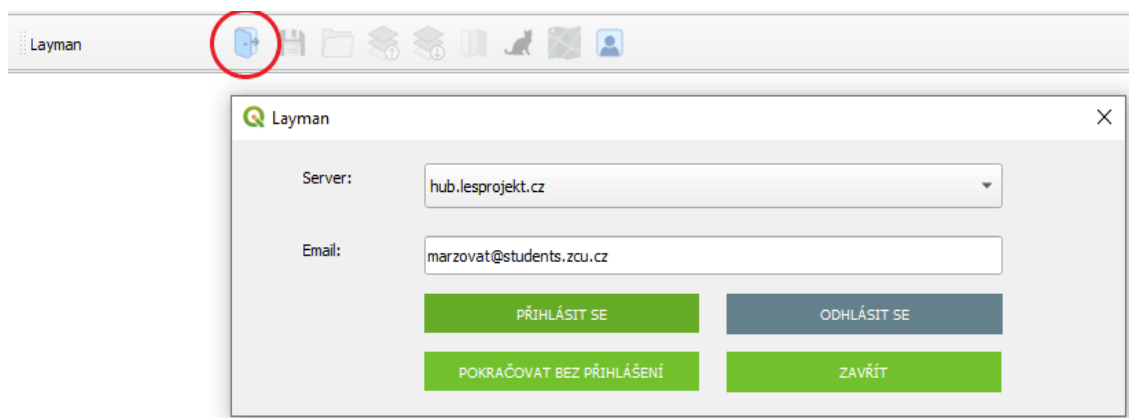 Layman
Layman
Server:
hub.lesprojekt.cz
Email:
marzovat@students.zcu.cz
PŘIHLÁSIT SE
ODHLÁSIT SE
POKRAČOVAT BEZ PŘIHLÁŠENÍ
ZAVŘÍT